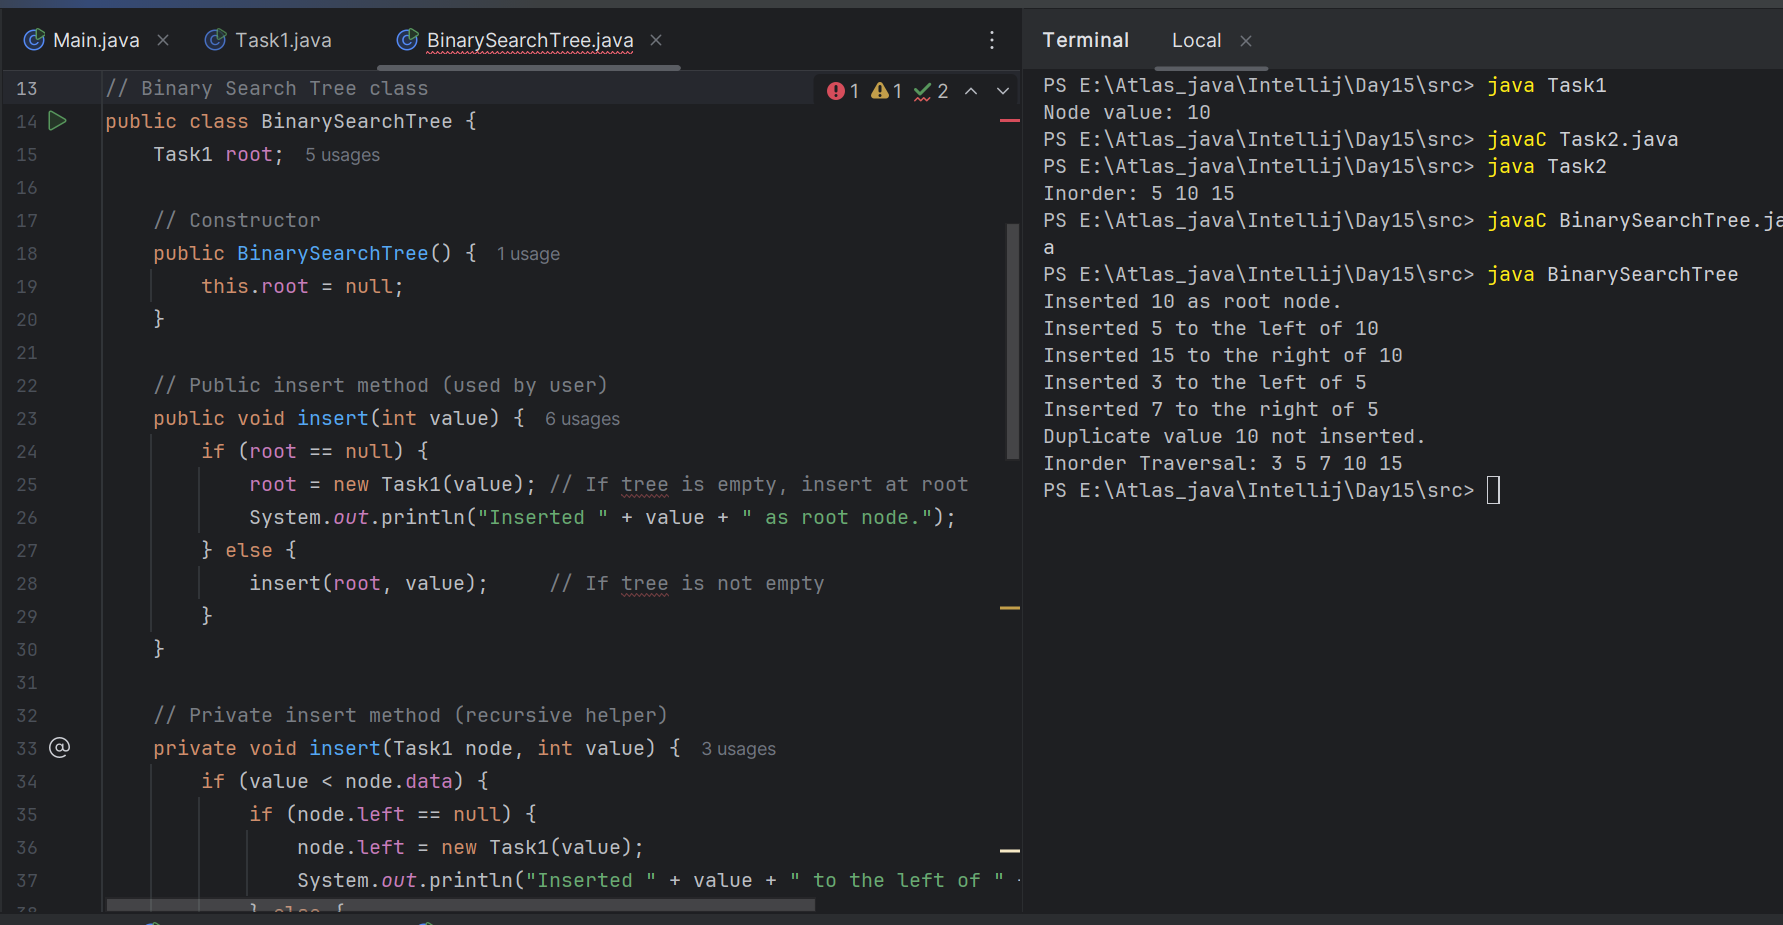 Main.java
Task1.java
BinarySearchTree.java
1 1 2
13 // Binary Search Tree class
14 public class BinarySearchTree {
15 Task1 root; 5 usages
16
17 // Constructor
18 public BinarySearchTree() { 1 usage
19 this.root = null;
20 }
21
22 // Public insert method (used by user)
23 public void insert(int value) { 6 usages
24 if (root == null) {
25 root = new Task1(value); // If tree is empty, insert at root
26 System.out.println("Inserted " + value + " as root node.");
27 } else {
28 insert(root, value); // If tree is not empty
29 }
30 }
31
32 // Private insert method (recursive helper)
33 private void insert(Task1 node, int value) { 3 usages
34 if (value < node.data) {
35 if (node.left == null) {
36 node.left = new Task1(value);
37 System.out.println("Inserted " + value + " to the left of "
38 } else {
Terminal
Local
PS E:\Atlas_java\Intellij\Day15\src> java Task1
Node value: 10
PS E:\Atlas_java\Intellij\Day15\src> javaC Task2.java
PS E:\Atlas_java\Intellij\Day15\src> java Task2
Inorder: 5 10 15
PS E:\Atlas_java\Intellij\Day15\src> javaC BinarySearchTree.ja
a
PS E:\Atlas_java\Intellij\Day15\src> java BinarySearchTree
Inserted 10 as root node.
Inserted 5 to the left of 10
Inserted 15 to the right of 10
Inserted 3 to the left of 5
Inserted 7 to the right of 5
Duplicate value 10 not inserted.
Inorder Traversal: 3 5 7 10 15
PS E:\Atlas_java\Intellij\Day15\src>